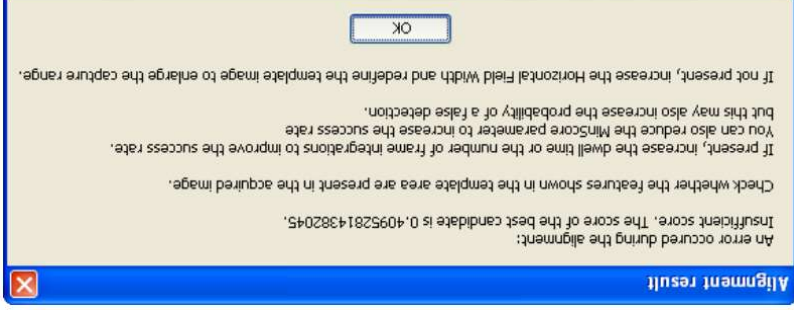 Alignment result
An error occured during the alignment:
Insufficient score. The score of the best candidate is 0.40952814382045.
Check whether the features shown in the template area are present in the acquired image.
If present, increase the dwell time or the number of frame integrations to improve the success rate.
You can also reduce the MinScore parameter to increase the success rate
but this may also increase the probability of a false detection.
If not present, increase the Horizontal Field Width and redefine the template image to enlarge the capture range.
OK